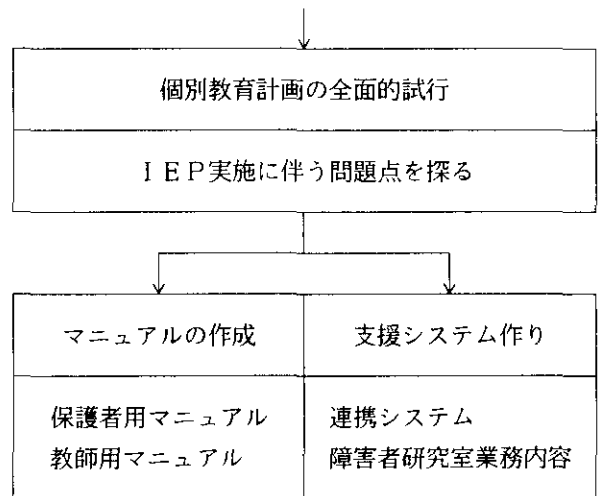 個別教育計画の全面的試行
ＩＥＰ実施に伴う問題点を探る
マニュアルの作成
支援システム作り
保護者用マニュアル
教師用マニュアル
連携システム
障害者研究室業務内容